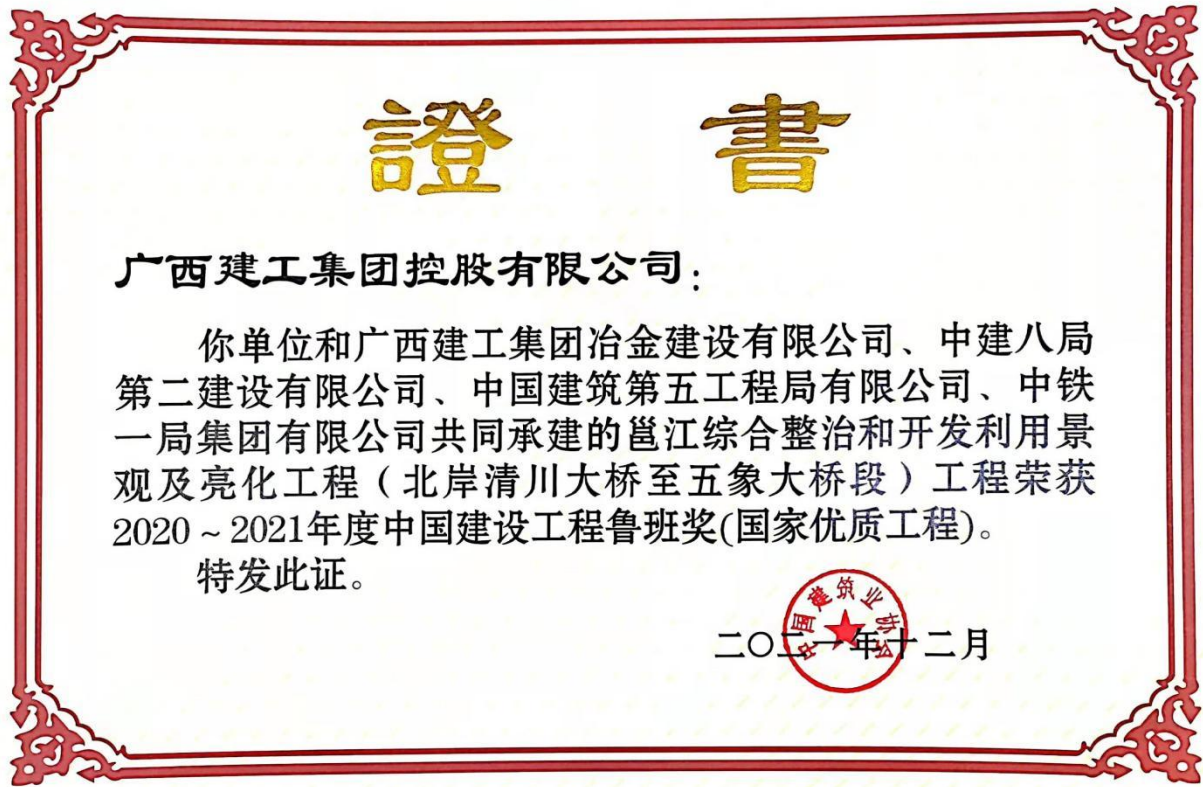 證書
广西建工集团控股有限公司：
你单位和广西建工集团冶金建设有限公司、中建八局
第二建设有限公司、中国建筑第五工程局有限公司、中铁
一局集团有限公司共同承建的邕江综合整治和开发利用景
观及亮化工程（北岸清川大桥至五象大桥段）工程荣获
2020～2021年度中国建设工程鲁班奖(国家优质工程)。
特发此证。
中国建筑业协会
二〇二一年十二月